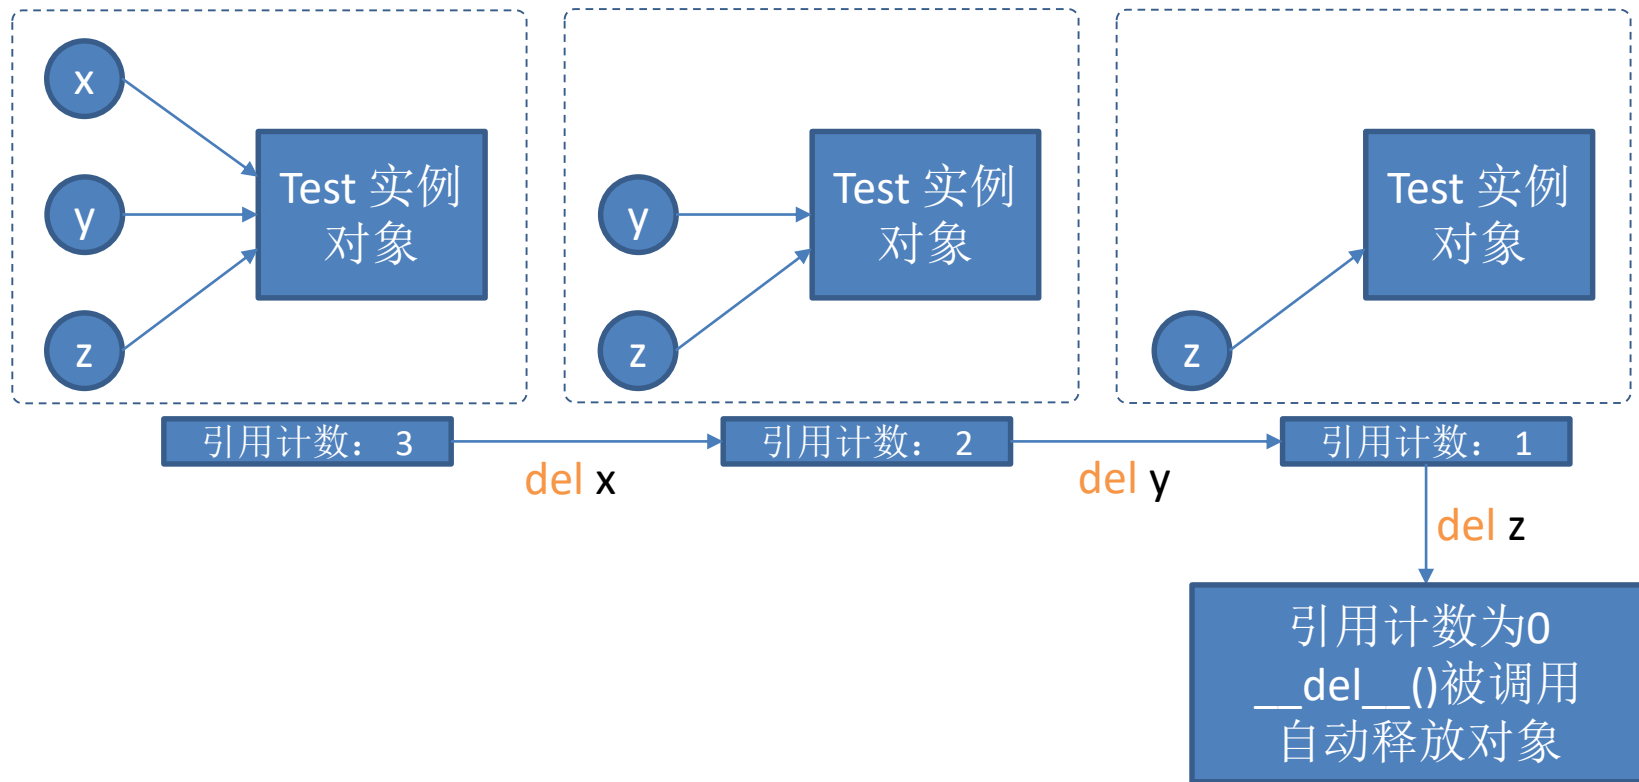 x
y
z
Test 实例
对象
y
z
Test 实例
对象
z
Test 实例
对象
引用计数： 3
del x
引用计数： 2
del y
引用计数： 1
del z
引用计数为0
__del__()被调用
自动释放对象